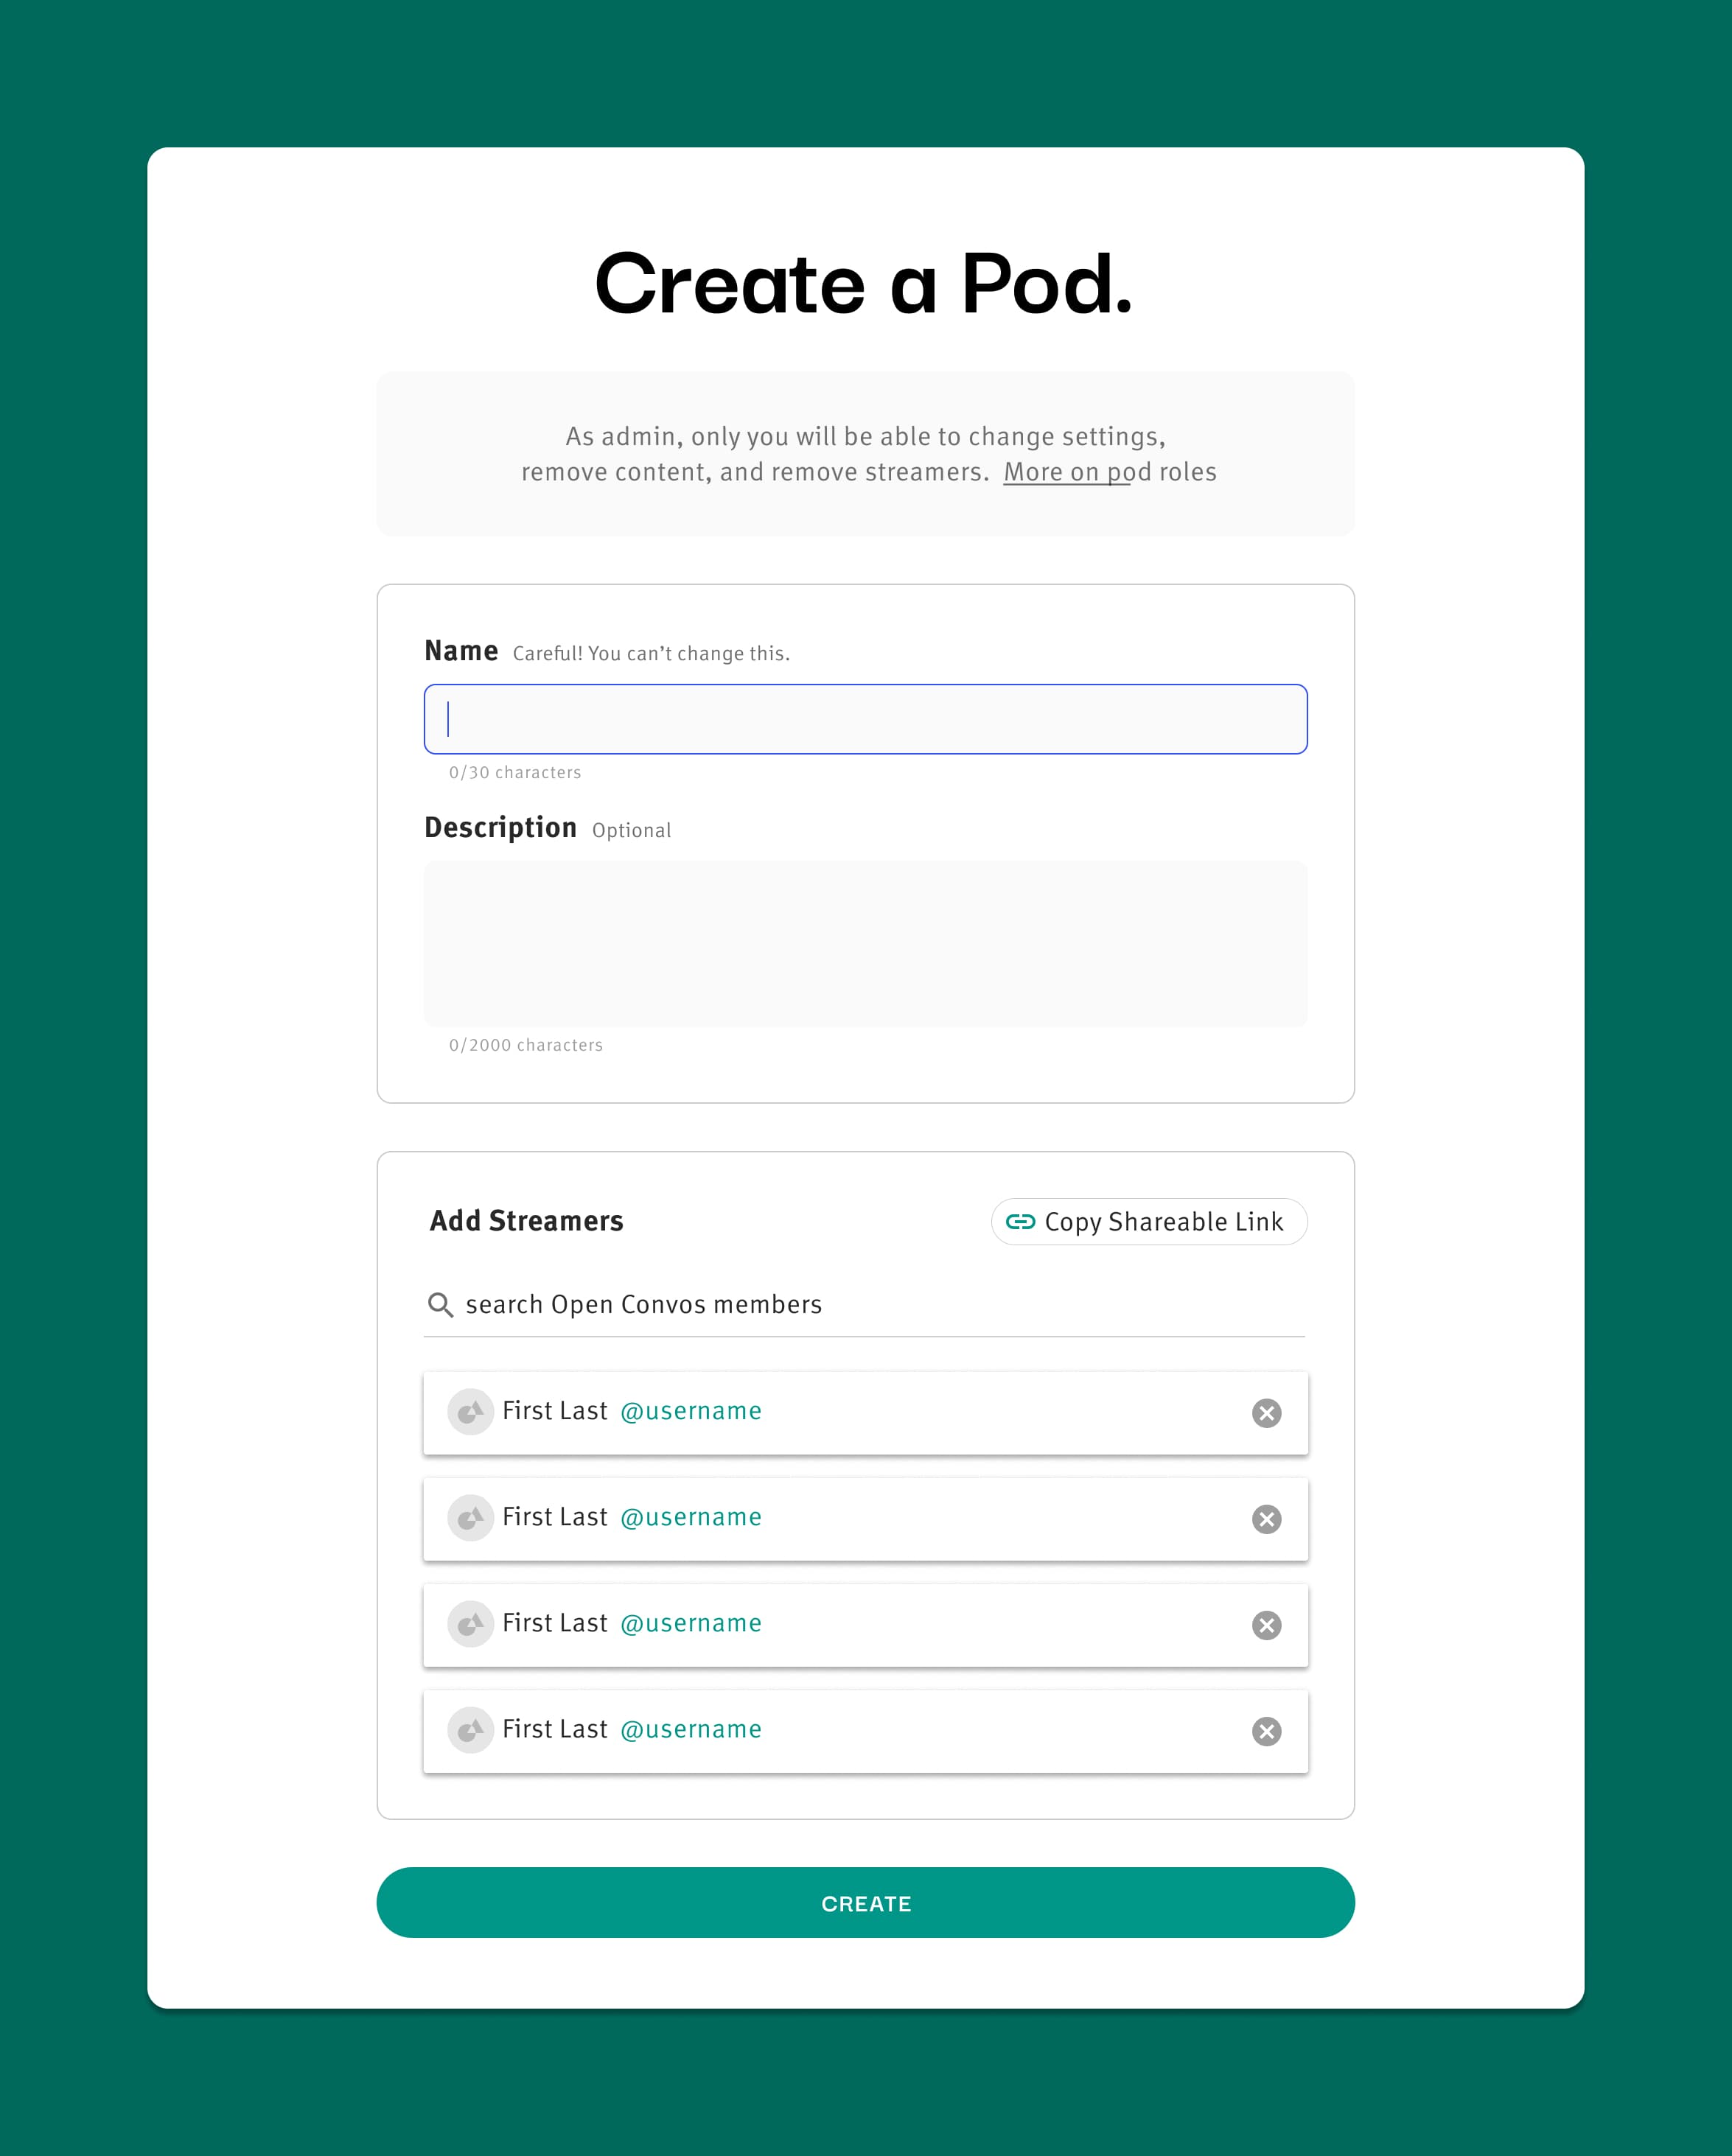 Create a Pod.
As admin, only you will be able to change settings,
remove content, and remove streamers. More on pod roles
Name Careful! You can’t change this.
0/30 characters
Description Optional
0/2000 characters
Add Streamers Copy Shareable Link
search Open Convos members
First Last @username
First Last @username
First Last @username
First Last @username
CREATE